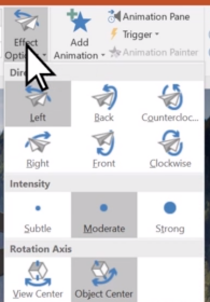 Effect Add Animation Pane
Options Animation Trigger
Animation Painter
Dire
Left Back Countercloc...
Right Front Clockwise
Intensity
Subtle Moderate Strong
Rotation Axis
View Center Object Center